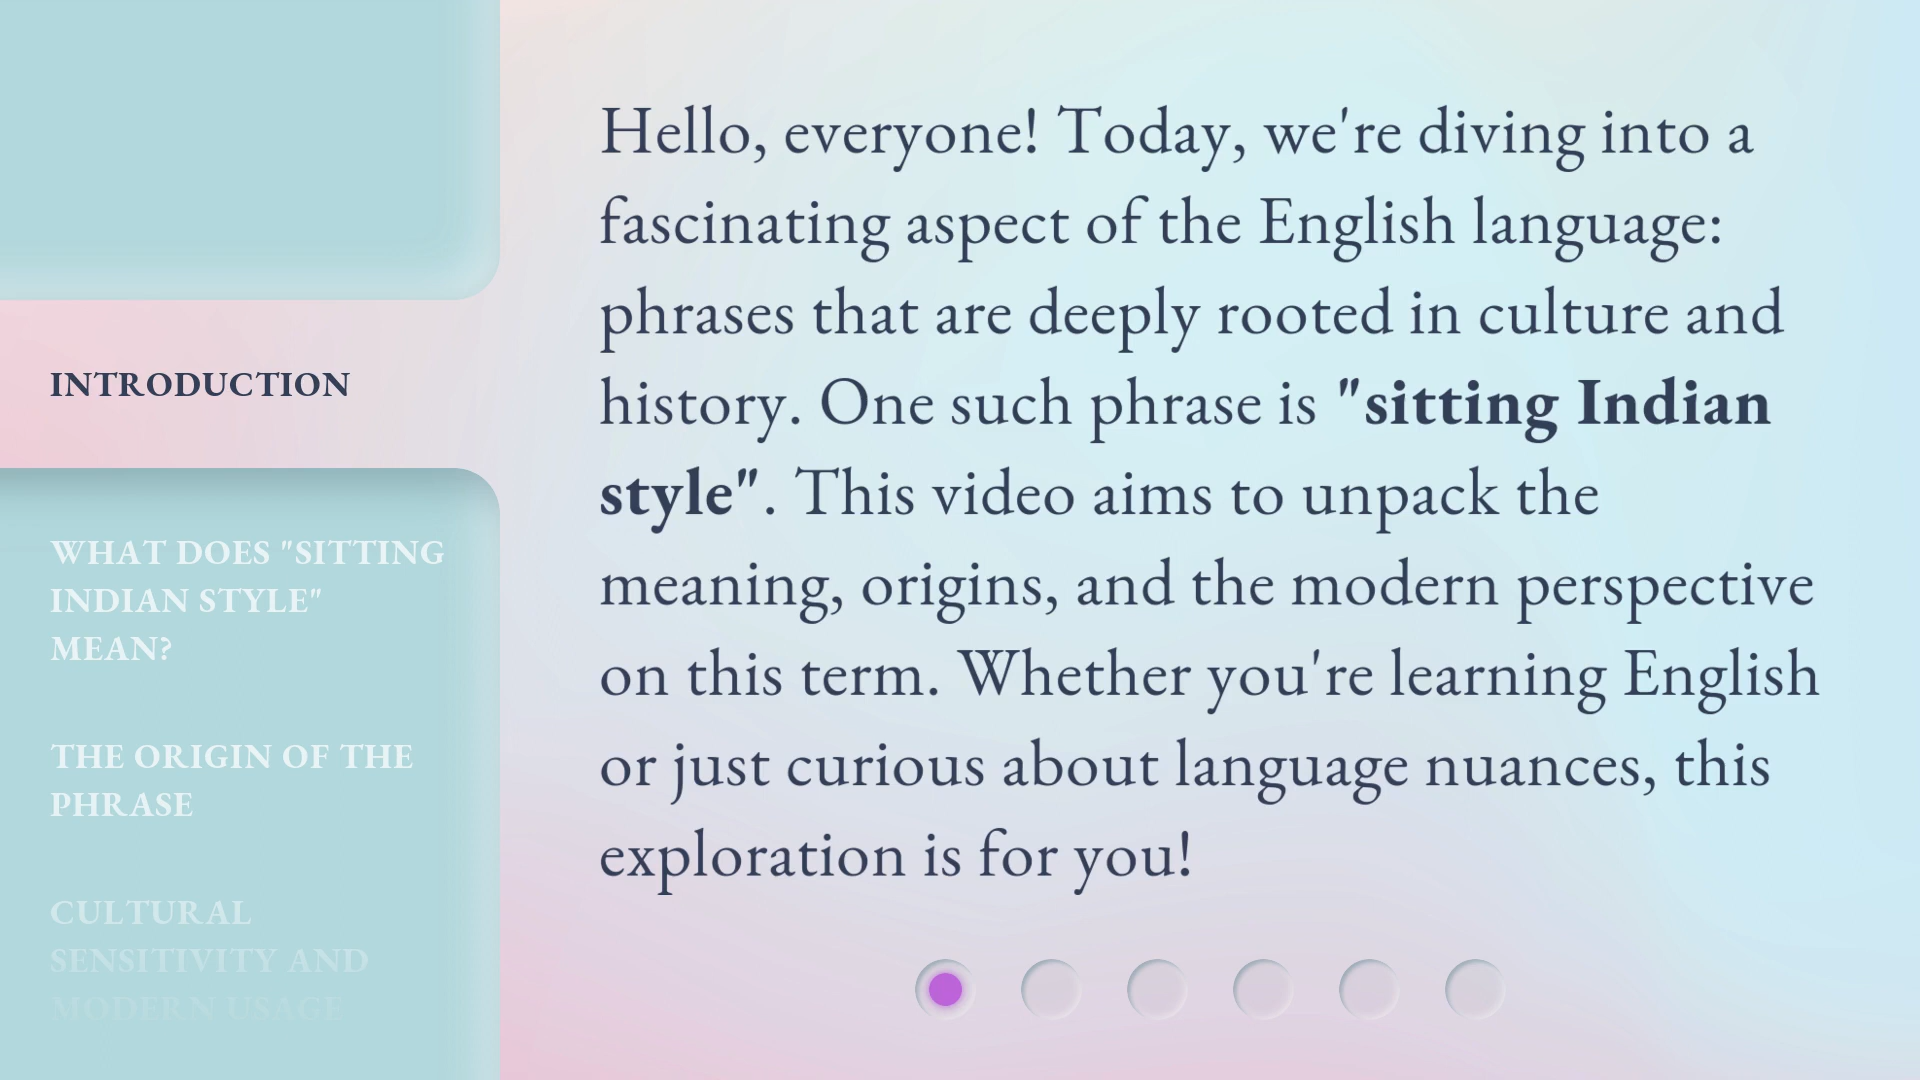 INTRODUCTION
WHAT DOES "SITTING
INDIAN STYLE"
MEAN?
THE ORIGIN OF THE
PHRASE
CULTURAL
SENSITIVITY AND
MODERN USAGE
Hello, everyone! Today, we're diving into a
fascinating aspect of the English language:
phrases that are deeply rooted in culture and
history. One such phrase is "sitting Indian
style". This video aims to unpack the
meaning, origins, and the modern perspective
on this term. Whether you're learning English
or just curious about language nuances, this
exploration is for you!